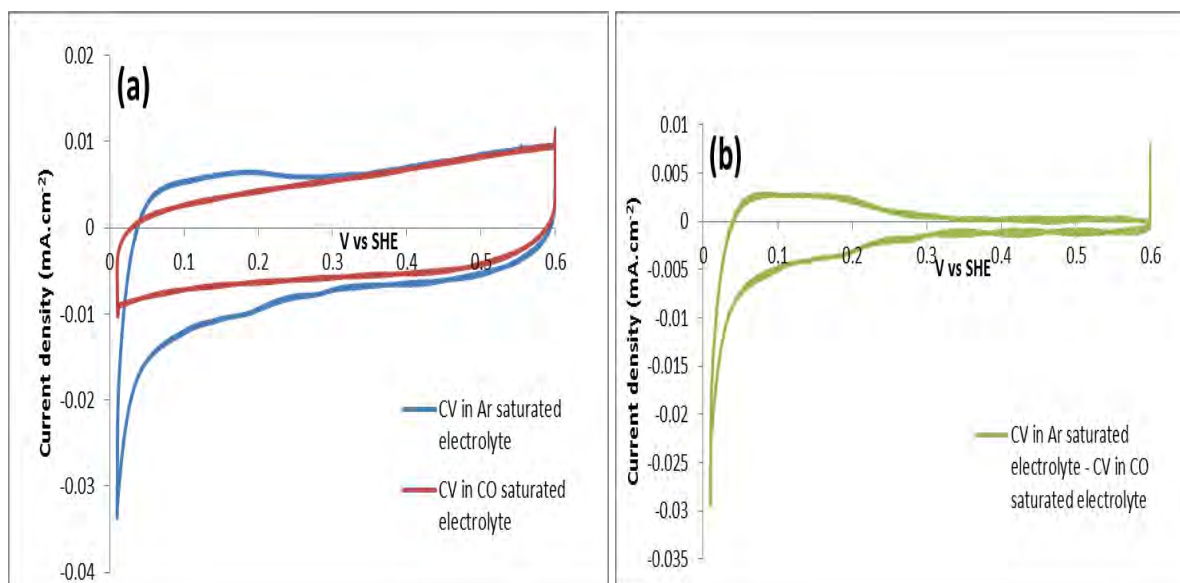 (a)
0.02
0.01
0
-0.01
-0.02
-0.03
-0.04
0
0.1
0.2
0.3
0.4
0.5
0.6
V vs SHE
Current density (mA.cm⁻²)
CV in Ar saturated
electrolyte
CV in CO saturated
electrolyte
(b)
0.01
0.005
0
-0.005
-0.01
-0.015
-0.02
-0.025
-0.03
-0.035
0
0.1
0.2
0.3
0.4
0.5
0.6
V vs SHE
Current density (mA.cm⁻²)
CV in Ar saturated
electrolyte - CV in CO
saturated electrolyte